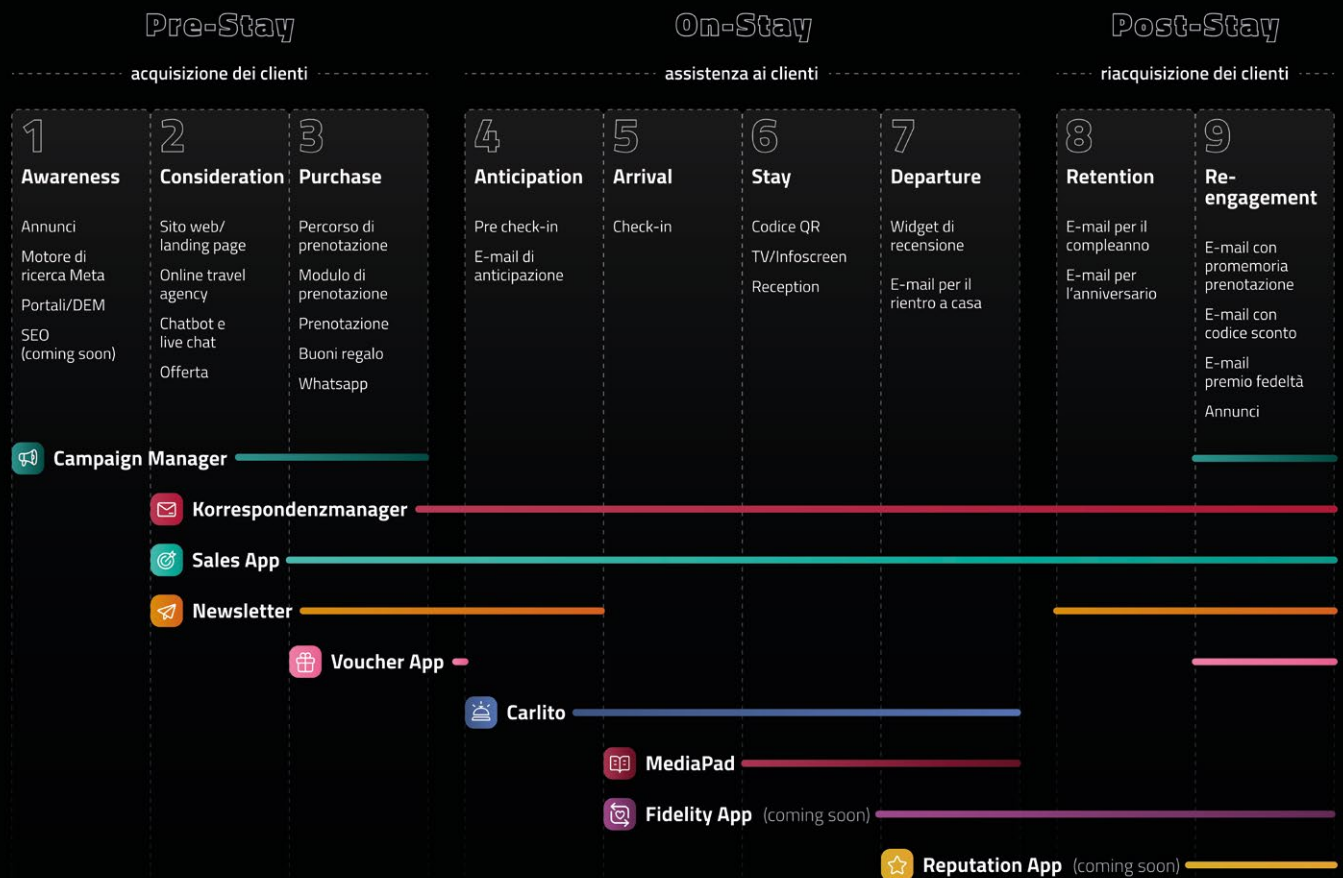 Pre-Stay
acquisizione dei clienti
On-Stay
assistenza ai clienti
Post-Stay
riacquisizione dei clienti
1
Awareness
Annunci
Motore di
ricerca Meta
Portali/DEM
SEO
(coming soon)
2
Consideration
Sito web/
landing page
Online travel
agency
Chatbot e
live chat
Offerta
3
Purchase
Percorso di
prenotazione
Modulo di
prenotazione
Prenotazione
Buoni regalo
Whatsapp
4
Anticipation
Pre check-in
E-mail di
anticipazione
5
Arrival
Check-in
6
Stay
Codice QR
TV/Infoscreen
Reception
7
Departure
Widget di
recensione
E-mail per il
rientro a casa
8
Retention
E-mail per il
compleanno
E-mail per
l'anniversario
9
Re-
engagement
E-mail con
promemoria
prenotazione
E-mail con
codice sconto
E-mail
premio fedeltà
Annunci
Campaign Manager
Korrespondenzmanager
Sales App
Newsletter
Voucher App
Carlito
MediaPad
Fidelity App (coming soon)
Reputation App (coming soon)